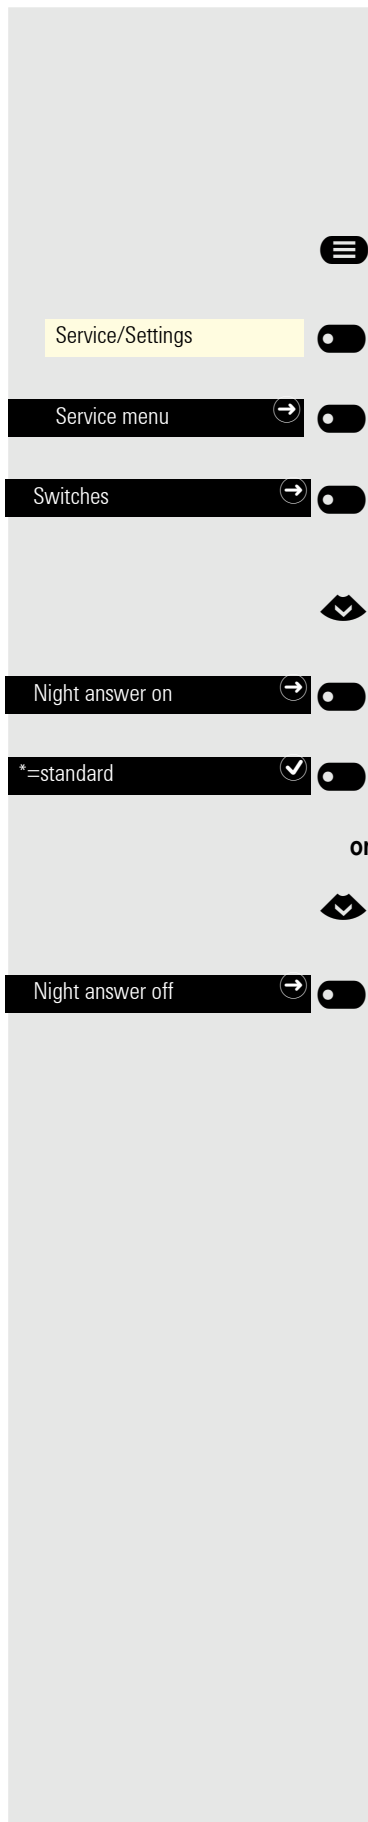 Service/Settings
Service menu
Switches
Night answer on
*=standard
or
Night answer off